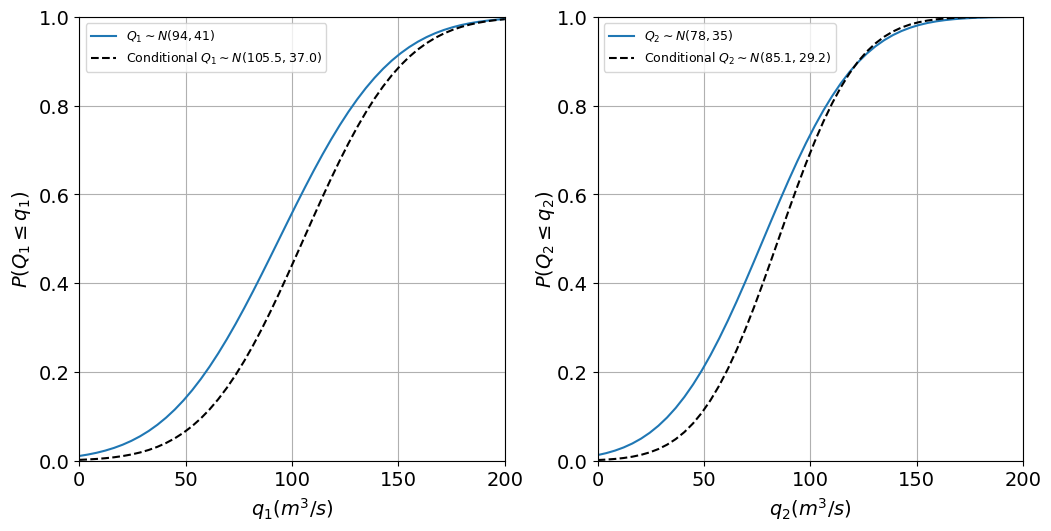 1.0
0.8
0.6
0.4
0.2
0.0
P(Q₁ ≤ q₁)
Q₁ ~ N(94, 41)
Conditional Q₁ ~ N(105.5, 37.0)
0 50 100 150 200
q₁(m³/s)
1.0
0.8
0.6
0.4
0.2
0.0
P(Q₂ ≤ q₂)
Q₂ ~ N(78, 35)
Conditional Q₂ ~ N(85.1, 29.2)
0 50 100 150 200
q₂(m³/s)